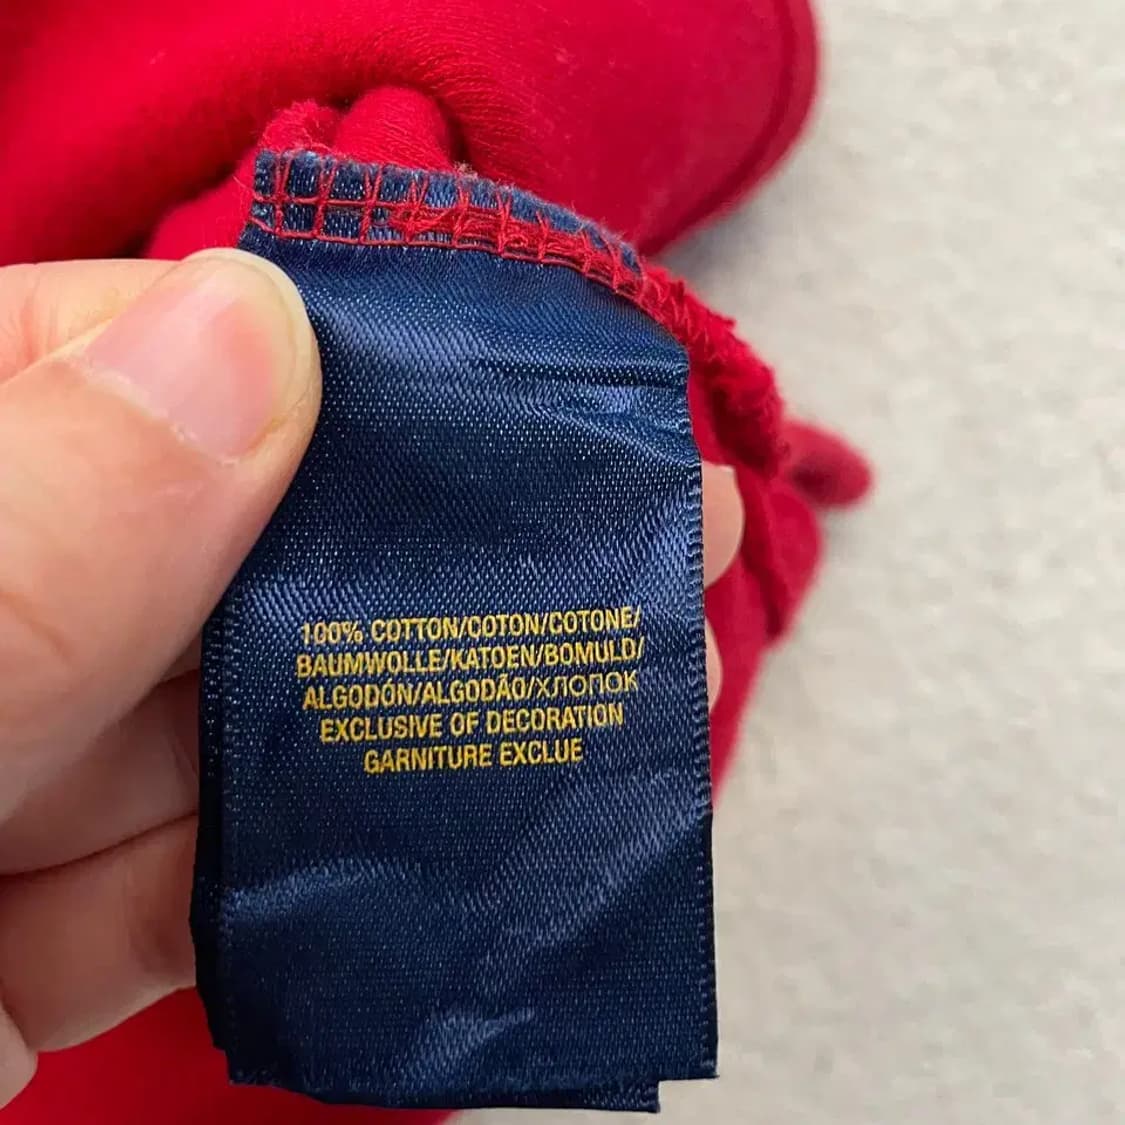 100% COTTON/COTON/COTONE/
BAUMWOLLE/KATOEN/BOMULD/
ALGODÓN/ALGODÃO/ХЛОПОК
EXCLUSIVE OF DECORATION
GARNITURE EXCLUE